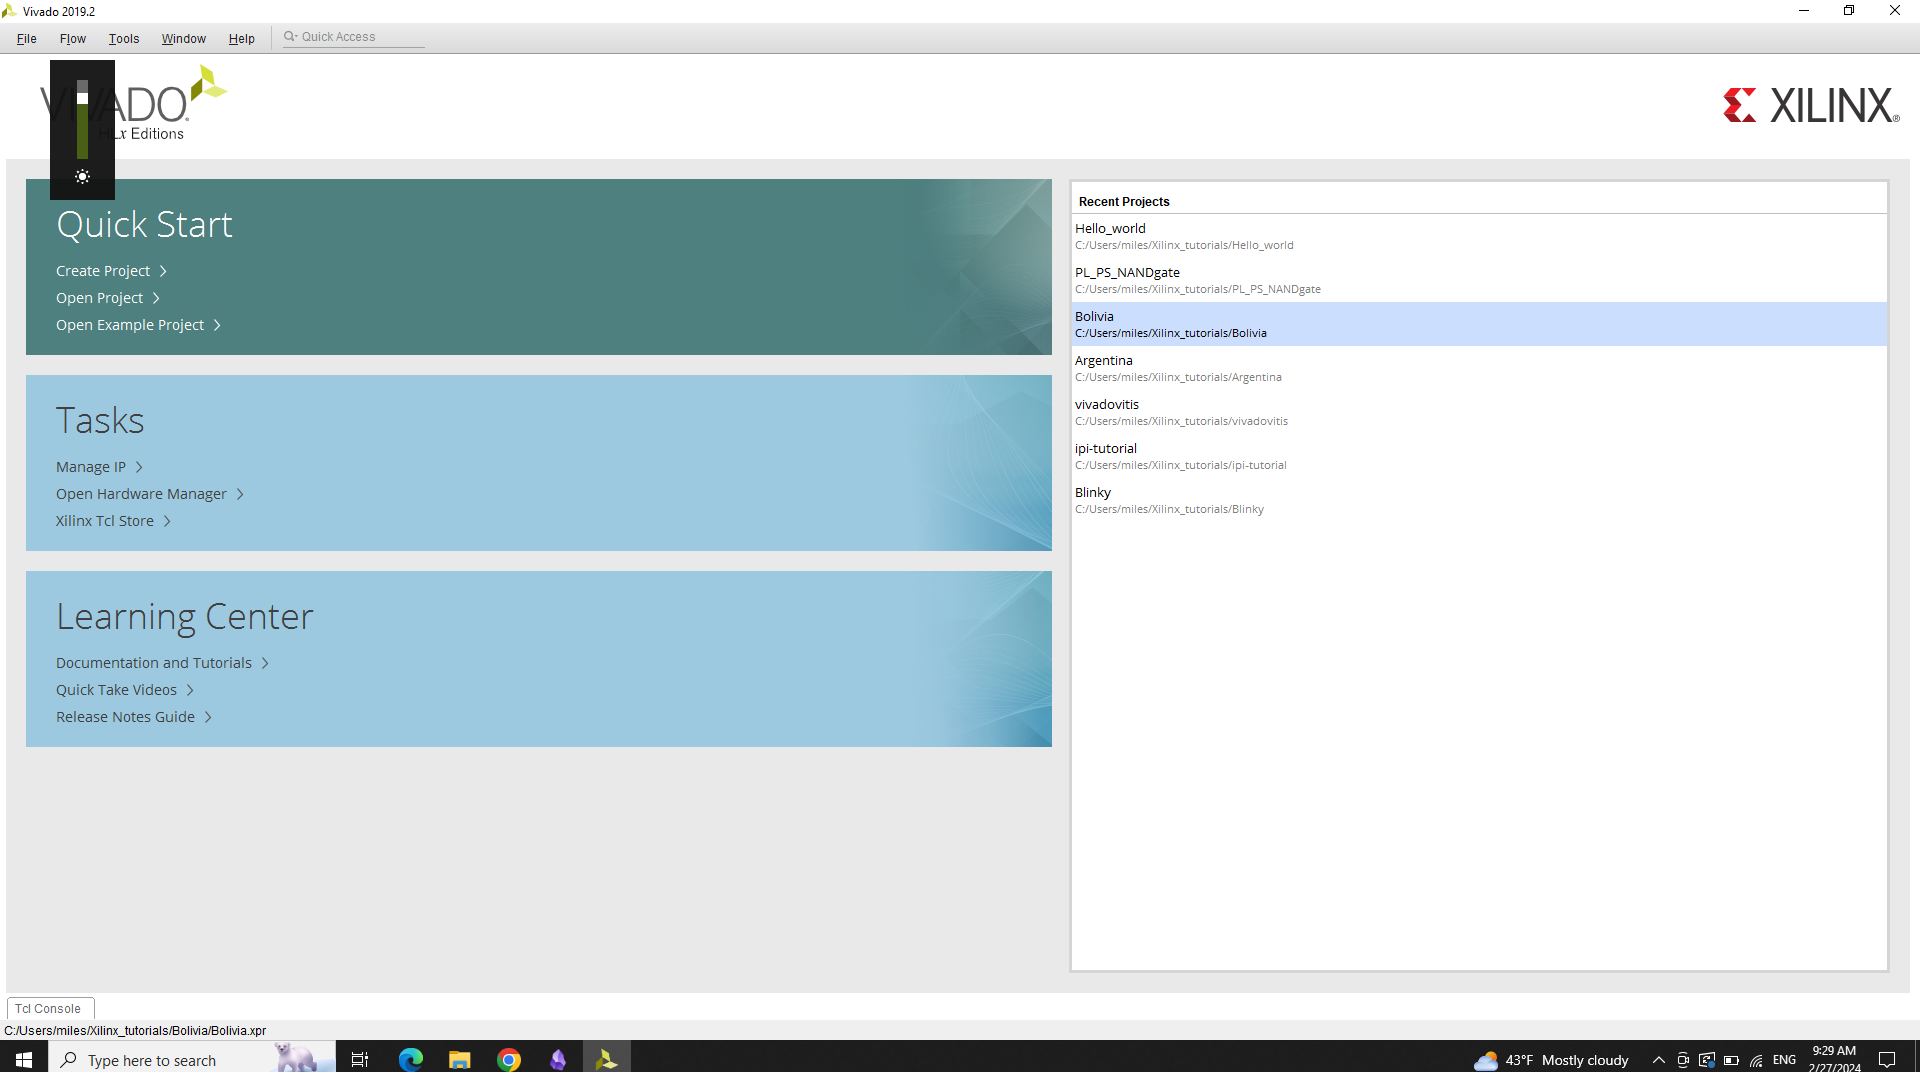 Vivado 2019.2
File Flow Tools Window Help Quick Access
VIVADO.
HLx Editions
XILINX®
Quick Start
Create Project
Open Project
Open Example Project
Tasks
Manage IP
Open Hardware Manager
Xilinx Tcl Store
Learning Center
Documentation and Tutorials
Quick Take Videos
Release Notes Guide
Recent Projects
Hello_world
C:/Users/miles/Xilinx_tutorials/Hello_world
PL_PS_NANDgate
C:/Users/miles/Xilinx_tutorials/PL_PS_NANDgate
Bolivia
C:/Users/miles/Xilinx_tutorials/Bolivia
Argentina
C:/Users/miles/Xilinx_tutorials/Argentina
vivadovitis
C:/Users/miles/Xilinx_tutorials/vivadovitis
ipi-tutorial
C:/Users/miles/Xilinx_tutorials/ipi-tutorial
Blinky
C:/Users/miles/Xilinx_tutorials/Blinky
Tcl Console
C:/Users/miles/Xilinx_tutorials/Bolivia/Bolivia.xpr
Type here to search
43°F Mostly cloudy
ENG
9:29 AM
2/27/2024